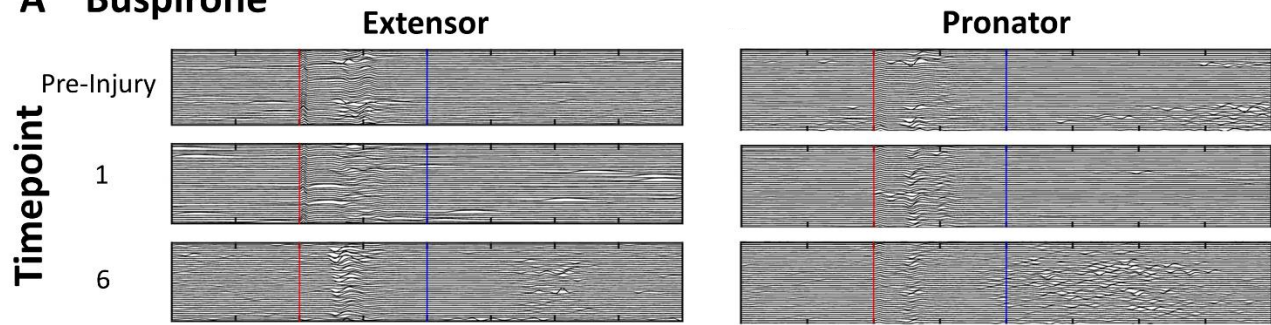 A Buspirone
Extensor
Pronator
Pre-Injury
1
6
Timepoint